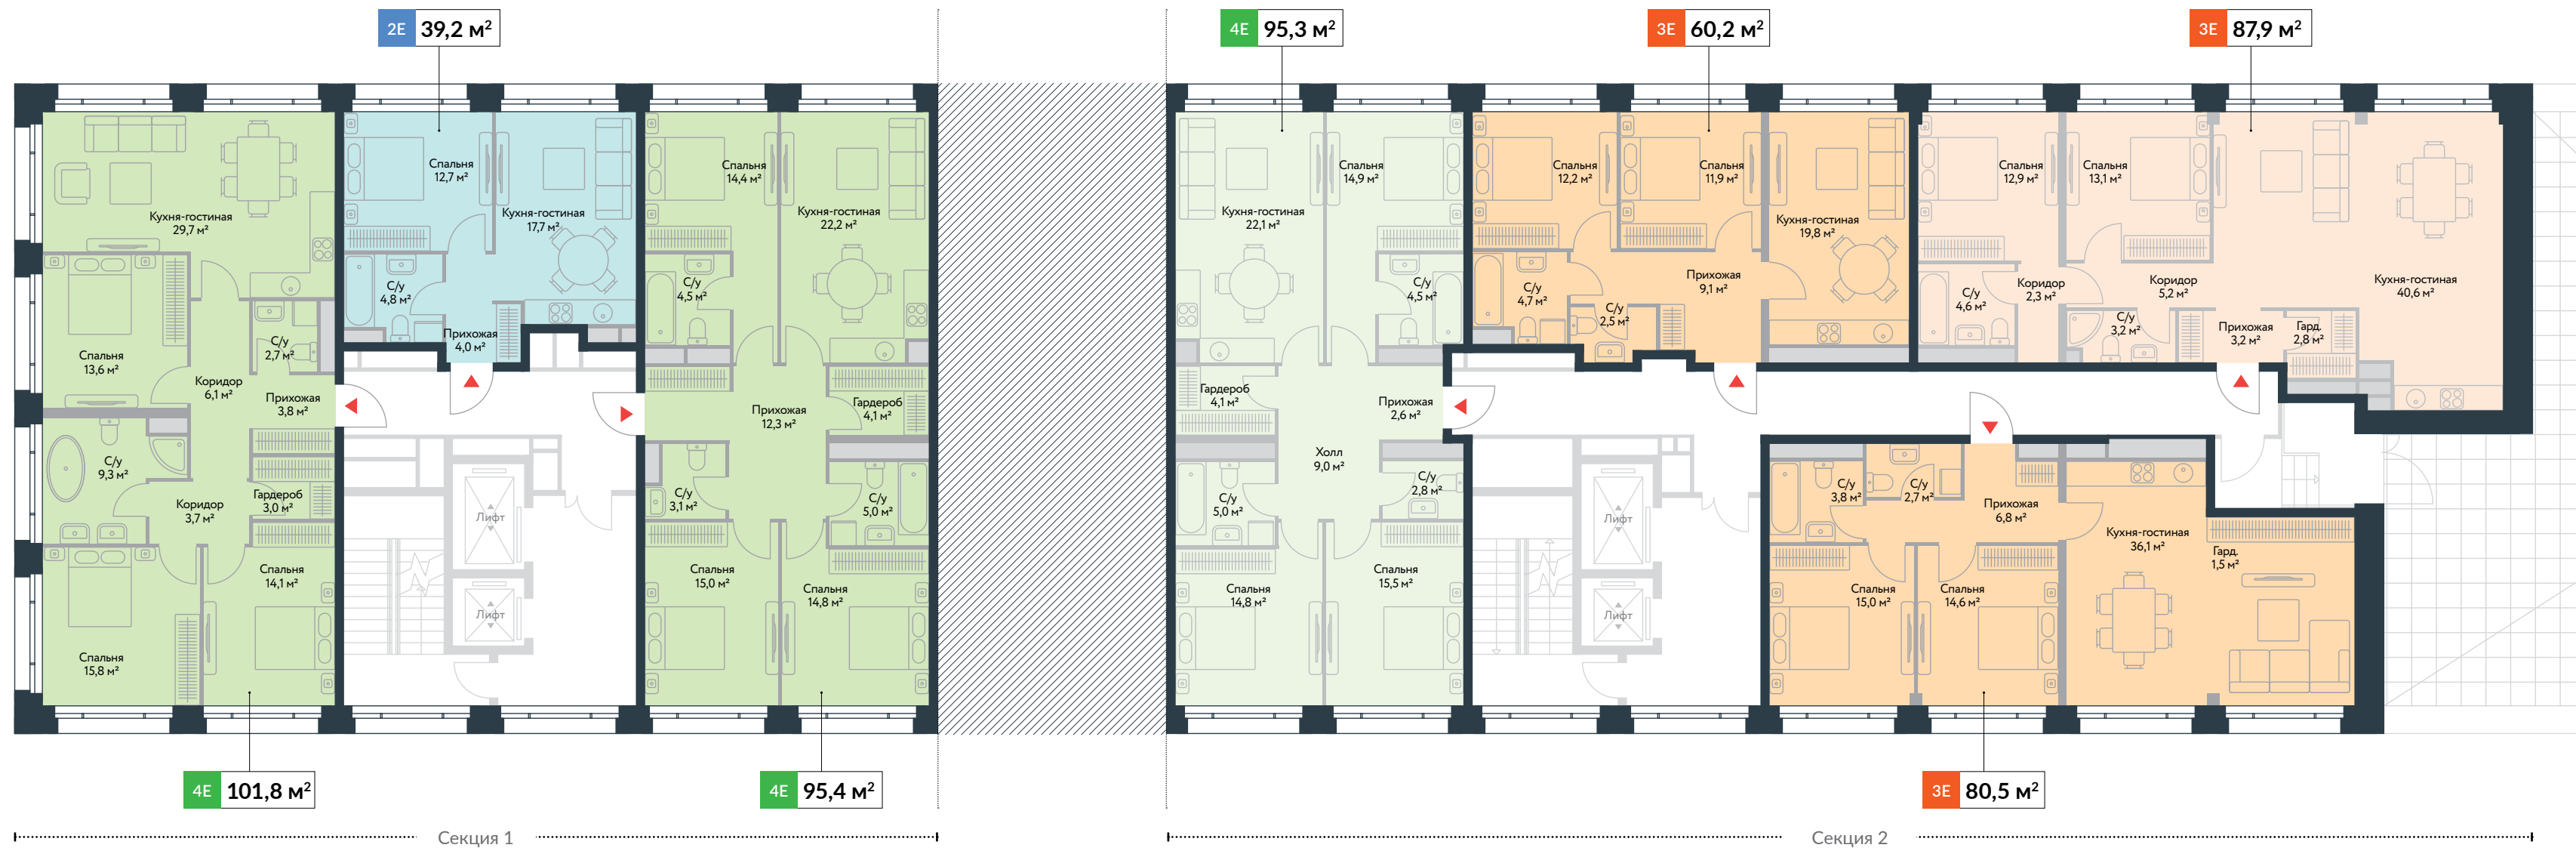 2Е 39,2 м²
4Е 95,3 м²
3Е 60,2 м²
3Е 87,9 м²
Кухня-гостиная
29,7 м²
Спальня
13,6 м²
С/у
2,7 м²
Коридор
6,1 м²
Прихожая
3,8 м²
С/у
9,3 м²
Коридор
3,7 м²
Гардероб
3,0 м²
Спальня
14,1 м²
Спальня
15,8 м²
Спальня
12,7 м²
Кухня-гостиная
17,7 м²
С/у
4,8 м²
Прихожая
4,0 м²
Лифт
Лифт
Спальня
14,4 м²
Кухня-гостиная
22,2 м²
С/у
4,5 м²
Прихожая
12,3 м²
Гардероб
4,1 м²
С/у
3,1 м²
С/у
5,0 м²
Спальня
15,0 м²
Спальня
14,8 м²
Спальня
14,9 м²
Кухня-гостиная
22,1 м²
С/у
4,5 м²
Гардероб
4,1 м²
Прихожая
2,6 м²
Холл
9,0 м²
С/у
5,0 м²
С/у
2,8 м²
Спальня
14,8 м²
Спальня
15,5 м²
Спальня
12,2 м²
Спальня
11,9 м²
Кухня-гостиная
19,8 м²
С/у
4,7 м²
С/у
2,5 м²
Прихожая
9,1 м²
Лифт
Лифт
Спальня
12,9 м²
Спальня
13,1 м²
С/у
4,6 м²
Коридор
2,3 м²
Коридор
5,2 м²
С/у
3,2 м²
Прихожая
3,2 м²
Гард.
2,8 м²
Кухня-гостиная
40,6 м²
С/у
3,8 м²
С/у
2,7 м²
Прихожая
6,8 м²
Кухня-гостиная
36,1 м²
Гард.
1,5 м²
Спальня
15,0 м²
Спальня
14,6 м²
4Е 101,8 м²
4Е 95,4 м²
3Е 80,5 м²
Секция 1
Секция 2